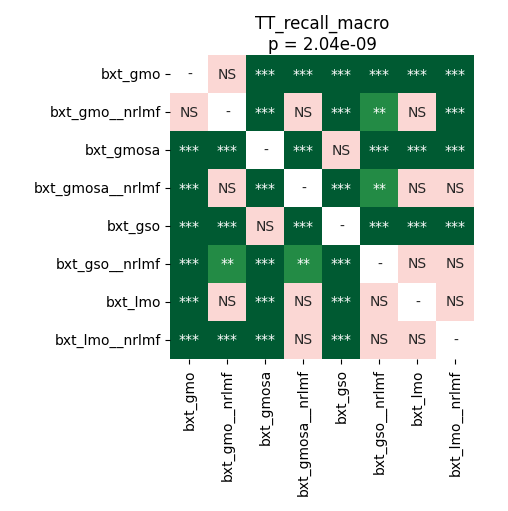 TT_recall_macro
p = 2.04e-09
bxt_gmo - NS *** *** *** *** *** ***
bxt_gmo__nrlmf NS - *** NS *** ** NS ***
bxt_gmosa *** *** - *** NS *** *** ***
bxt_gmosa__nrlmf *** NS *** - *** ** NS NS
bxt_gso *** *** NS *** - *** *** ***
bxt_gso__nrlmf *** ** *** ** *** - NS NS
bxt_lmo *** NS *** NS *** NS - NS
bxt_lmo__nrlmf *** *** *** NS *** NS NS -
bxt_gmo
bxt_gmo__nrlmf
bxt_gmosa
bxt_gmosa__nrlmf
bxt_gso
bxt_gso__nrlmf
bxt_lmo
bxt_lmo__nrlmf